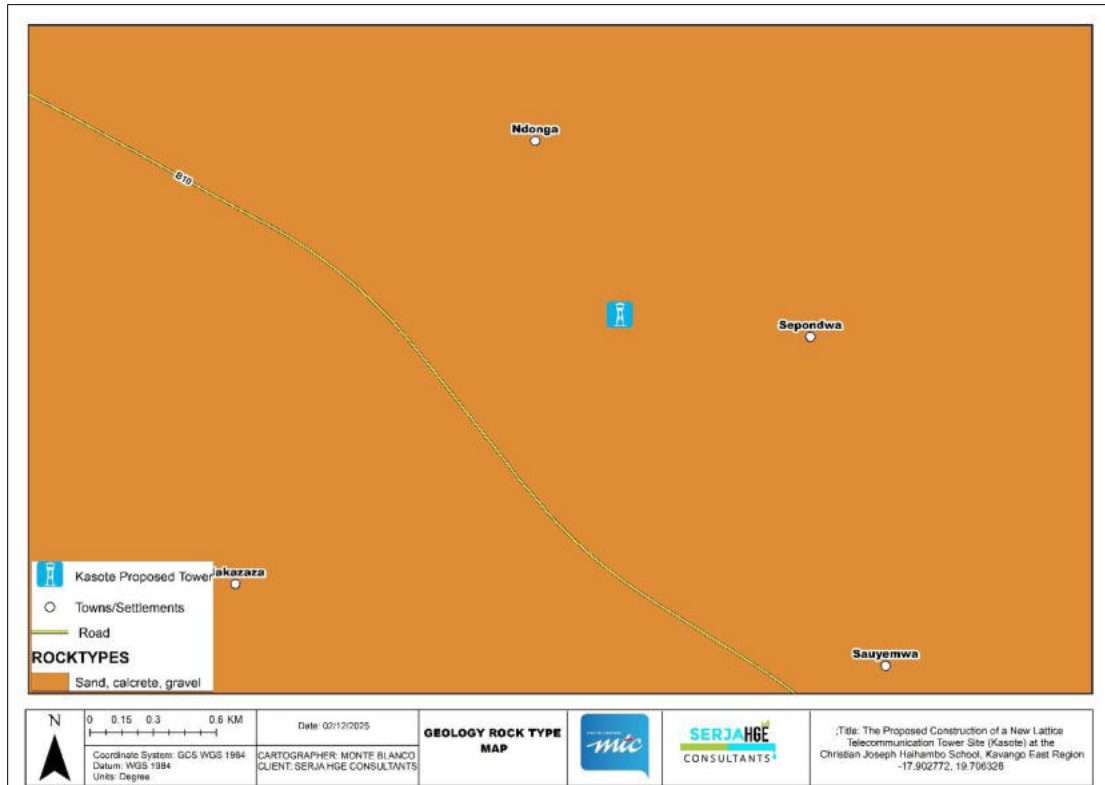 Ndonga
B10
Sepondwa
Kasote Proposed Tower
lakazaza
Towns/Settlements
Road
ROCKTYPES
Sand, calcrete, gravel
Sauyemwa
N
0 0.15 0.3 0.6 KM
Coordinate System: GCS WGS 1984
Datum: WGS 1984
Units: Degree
Date: 02/12/2025
CARTOGRAPHER: MONTE BLANCO
CLIENT: SERJA HGE CONSULTANTS
GEOLOGY ROCK TYPE
MAP
mtc
SERJA HGE
CONSULTANTS
;Title: The Proposed Construction of a New Lattice
Telecommunication Tower Site (Kasote) at the
Christian Joseph Haihambo School, Kavango East Region
-17.902772, 19.706326